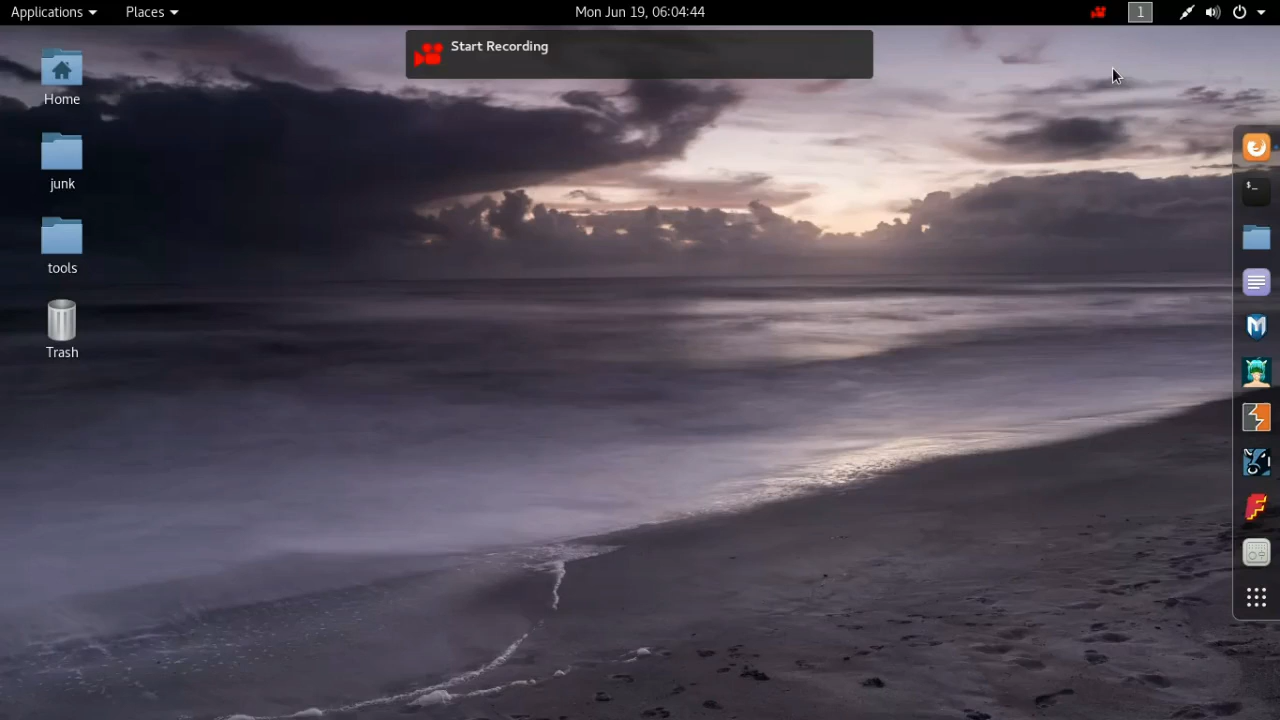 Applications Places Mon Jun 19, 06:04:44 1
Start Recording
Home
junk
tools
Trash